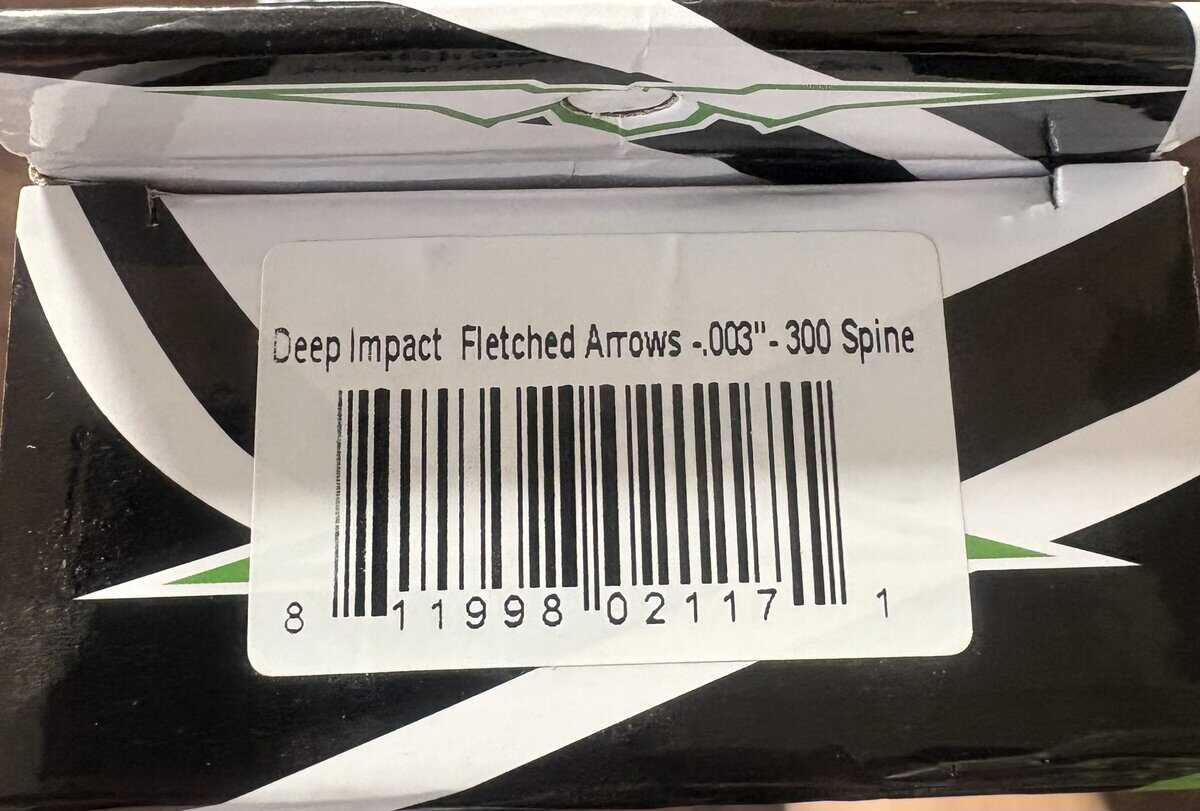 Deep Impact Fletched Arrows -.003" - 300 Spine
8 11998 02117 1